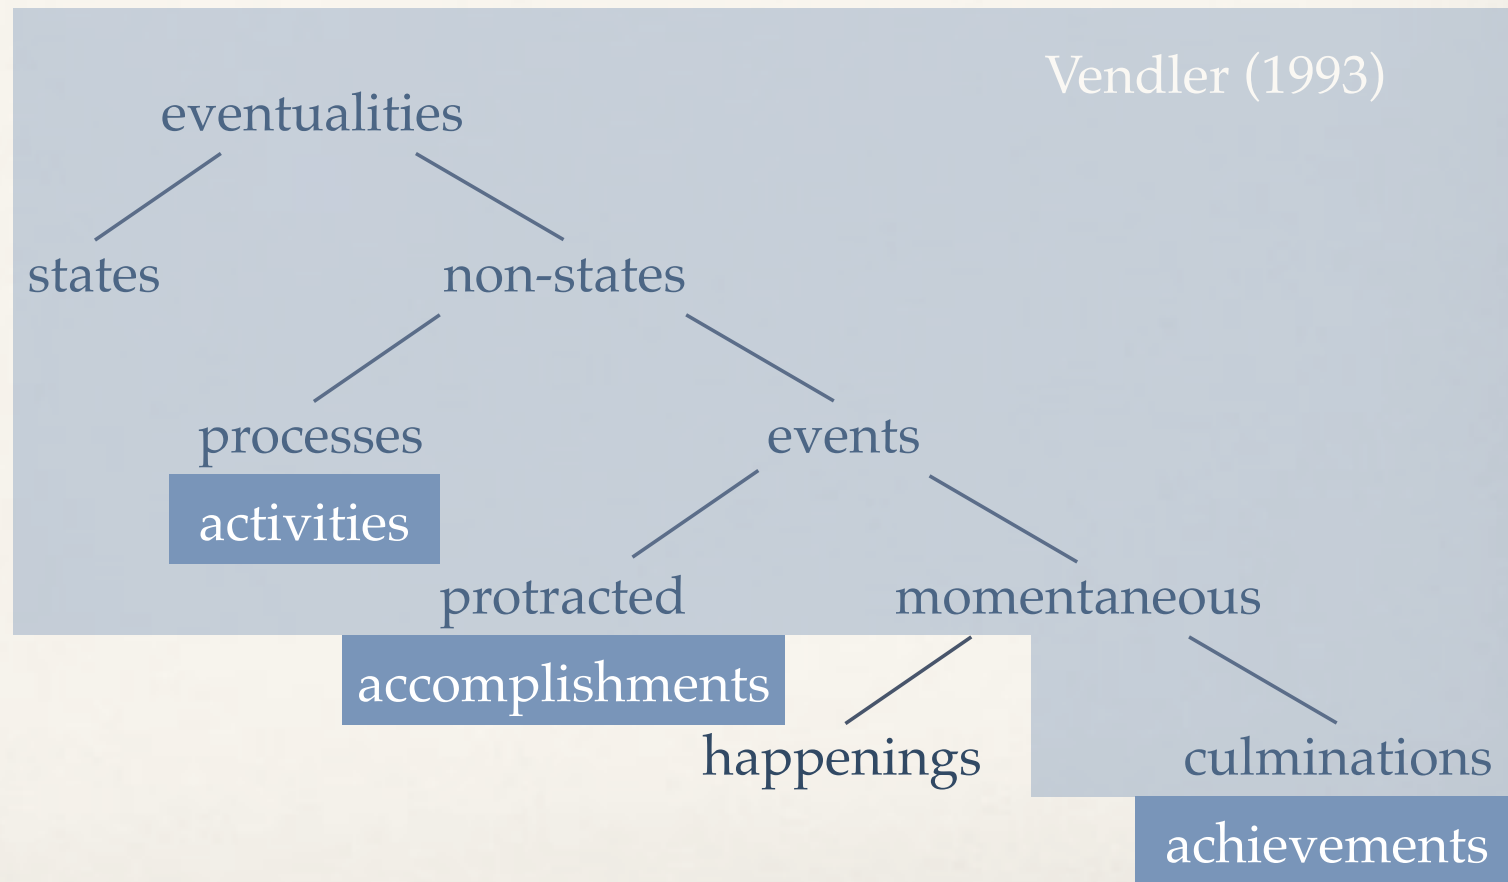 Vendler (1993)
eventualities
states non-states
processes events
activities
protracted momentaneous
accomplishments
happenings culminations
achievements